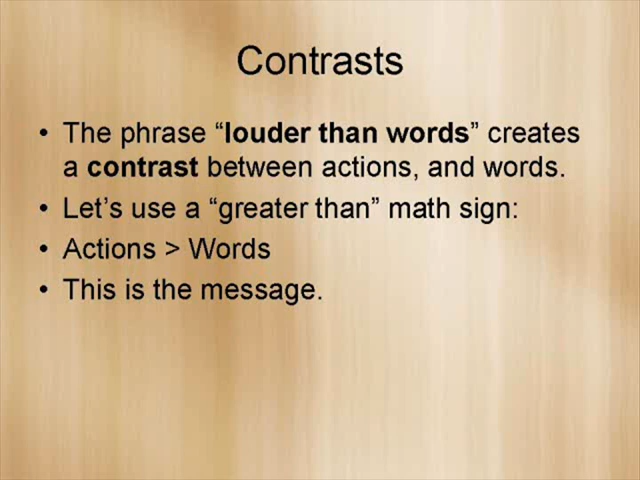 Contrasts
• The phrase “louder than words” creates
a contrast between actions, and words.
• Let’s use a “greater than” math sign:
• Actions > Words
• This is the message.